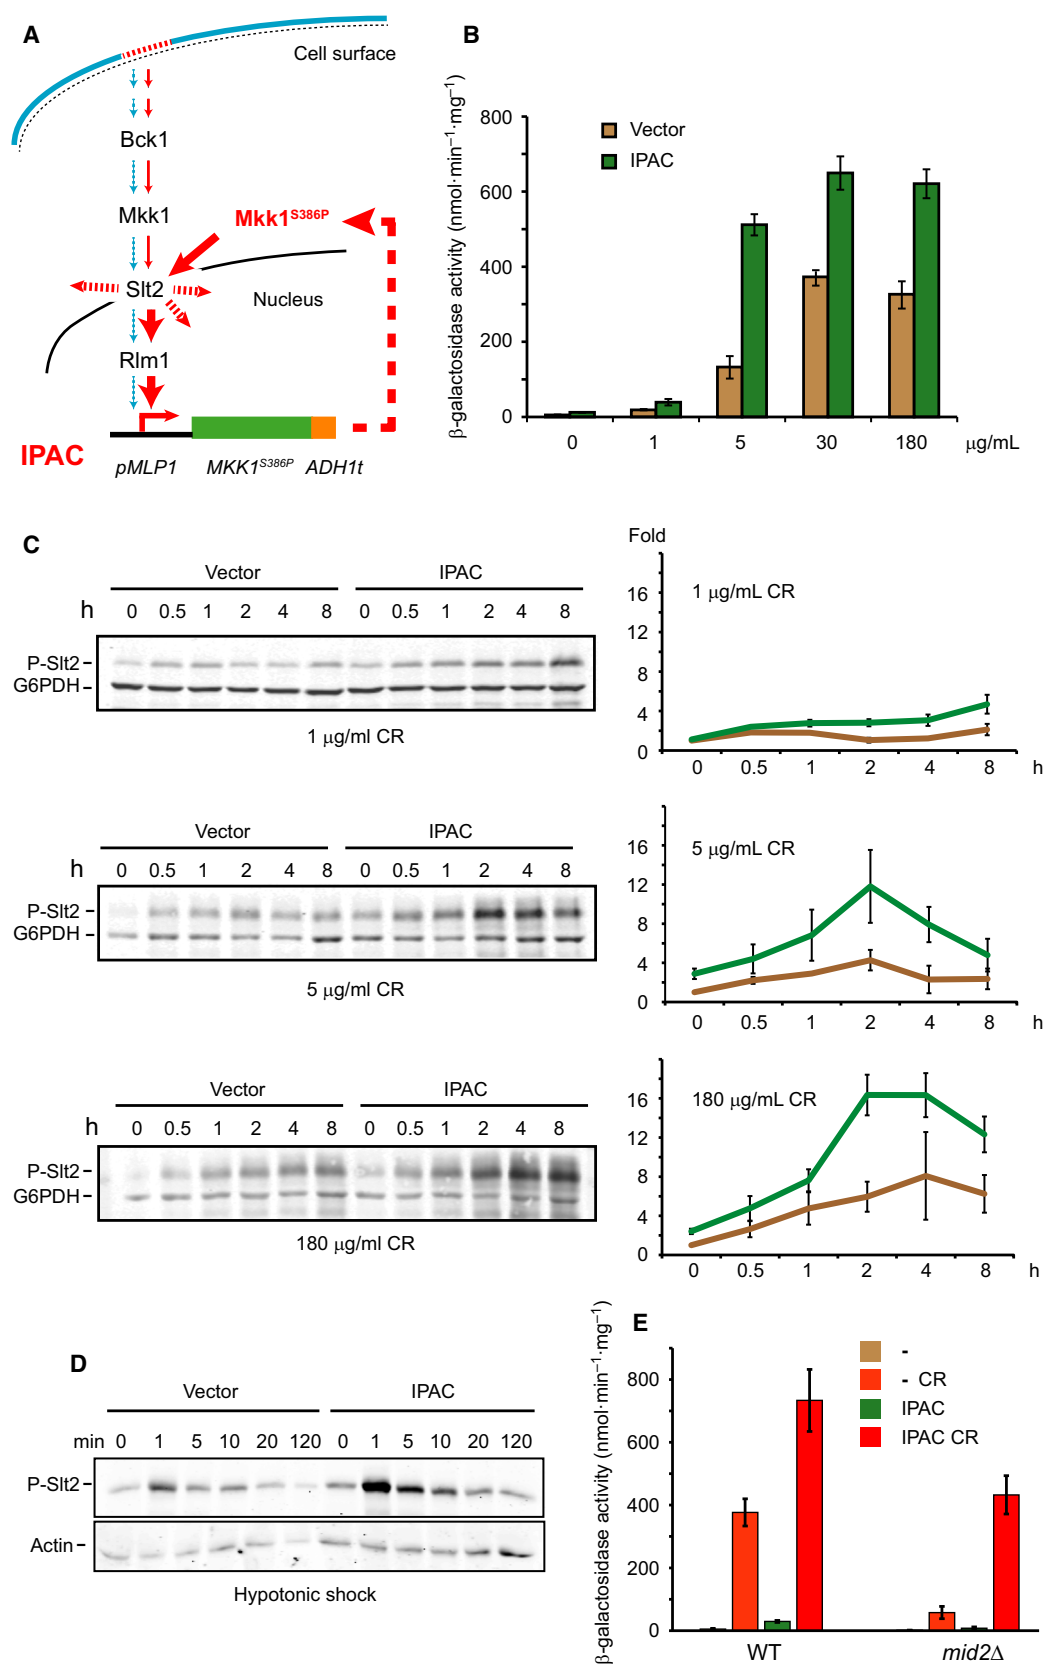 A
Cell surface
Bck1
Mkk1
Mkk1S386P
Slt2
Nucleus
Rlm1
IPAC
pMLP1 MKK1S386P ADH1t
B
β-galactosidase activity (nmol·min−1·mg−1)
Vector
IPAC
800
600
400
200
0
0 1 5 30 180 μg/mL
C
Vector IPAC
h 0 0.5 1 2 4 8 0 0.5 1 2 4 8
P-Slt2
G6PDH
1 μg/ml CR
Fold
1 μg/mL CR
16
12
8
4
0
0 0.5 1 2 4 8 h
Vector IPAC
h 0 0.5 1 2 4 8 0 0.5 1 2 4 8
P-Slt2
G6PDH
5 μg/ml CR
5 μg/mL CR
16
12
8
4
0
0 0.5 1 2 4 8 h
Vector IPAC
h 0 0.5 1 2 4 8 0 0.5 1 2 4 8
P-Slt2
G6PDH
180 μg/ml CR
180 μg/mL CR
16
12
8
4
0
0 0.5 1 2 4 8 h
D
Vector IPAC
min 0 1 5 10 20 120 0 1 5 10 20 120
P-Slt2
Actin
Hypotonic shock
E
β-galactosidase activity (nmol·min−1·mg−1)
-
- CR
IPAC
IPAC CR
800
600
400
200
0
WT mid2Δ